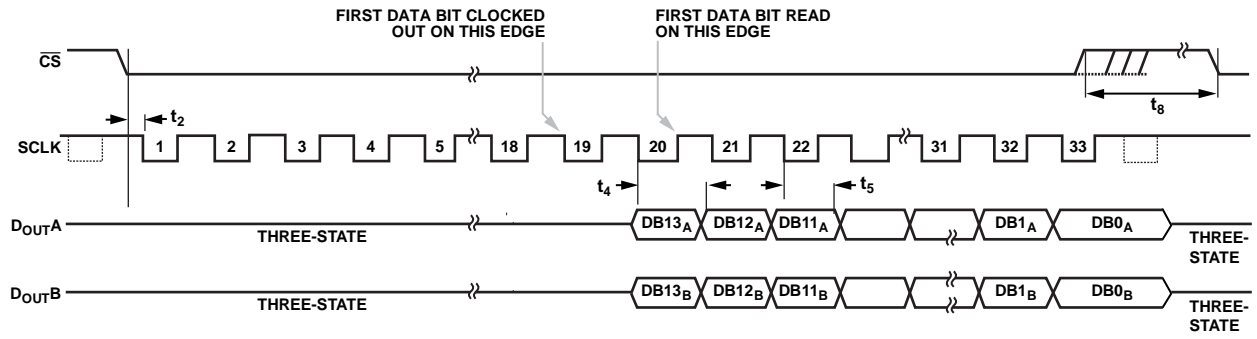 FIRST DATA BIT CLOCKED
OUT ON THIS EDGE
FIRST DATA BIT READ
ON THIS EDGE
CS
t8
t2
SCLK
1 2 3 4 5 18 19 20 21 22 31 32 33
t4
t5
DOUTA
THREE-STATE
DB13A DB12A DB11A DB1A DB0A
THREE-
STATE
DOUTB
THREE-STATE
DB13B DB12B DB11B DB1B DB0B
THREE-
STATE